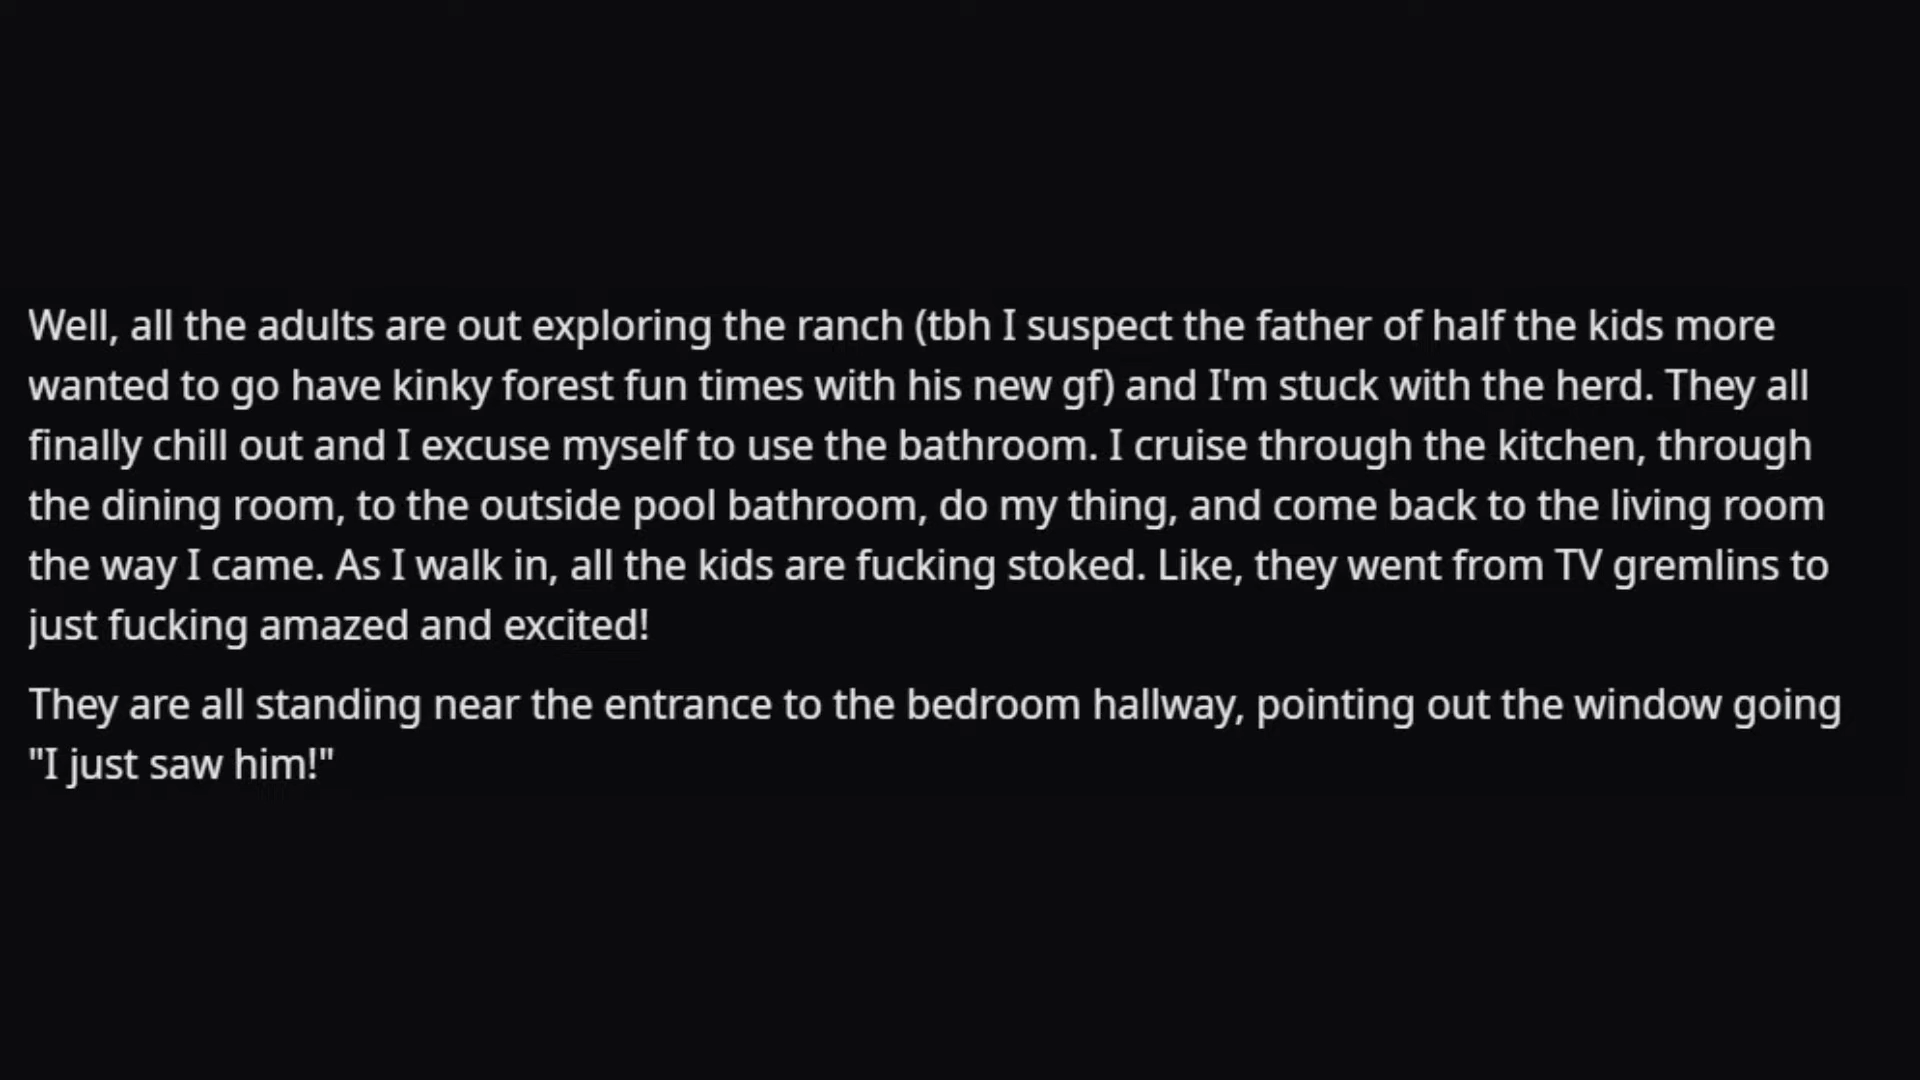 Well, all the adults are out exploring the ranch (tbh I suspect the father of half the kids more
wanted to go have kinky forest fun times with his new gf) and I'm stuck with the herd. They all
finally chill out and I excuse myself to use the bathroom. I cruise through the kitchen, through
the dining room, to the outside pool bathroom, do my thing, and come back to the living room
the way I came. As I walk in, all the kids are fucking stoked. Like, they went from TV gremlins to
just fucking amazed and excited!
They are all standing near the entrance to the bedroom hallway, pointing out the window going
"I just saw him!"